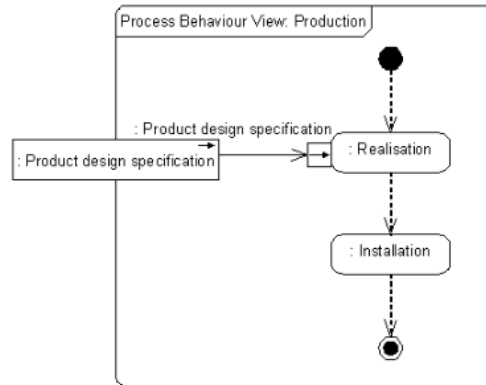 Process Behaviour View: Production
: Product design specification
: Realisation
: Product design specification
: Installation